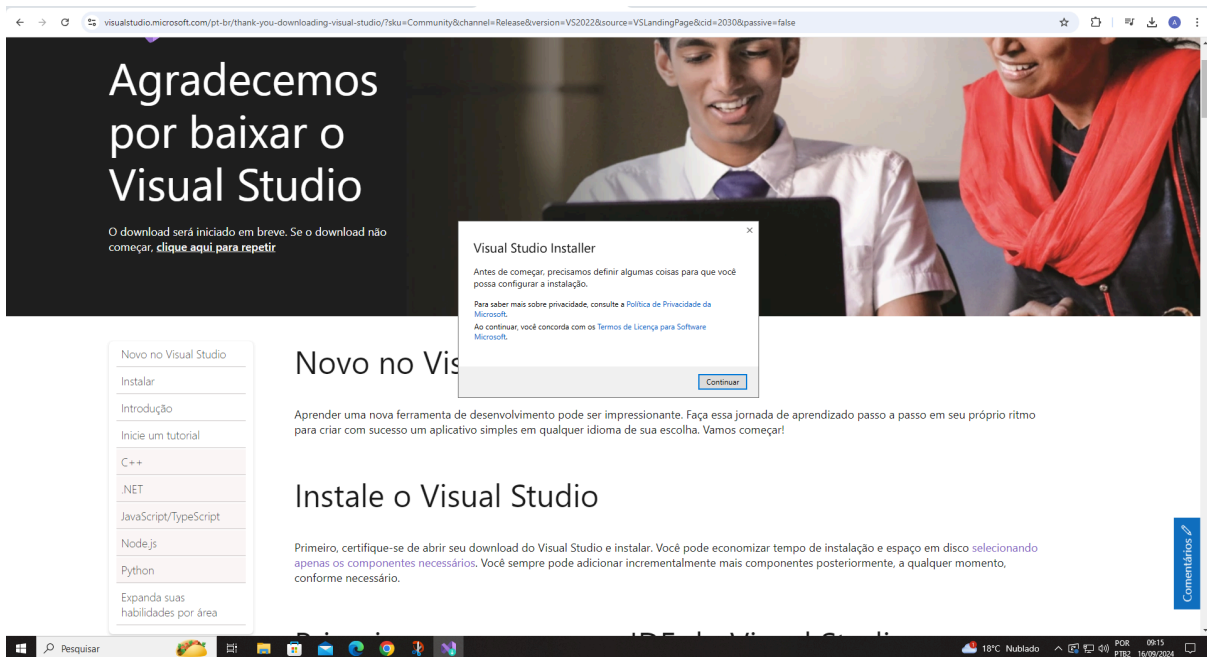 visualstudio.microsoft.com/pt-br/thank-you-downloading-visual-studio/?sku=Community&channel=Release&version=VS2022&source=VSLandingPage&cid=2030&passive=false
Agradecemos
por baixar o
Visual Studio
O download será iniciado em breve. Se o download não
começar, clique aqui para repetir
Visual Studio Installer
Antes de começar, precisamos definir algumas coisas para que você
possa configurar a instalação.
Para saber mais sobre privacidade, consulte a Política de Privacidade da
Microsoft.
Ao continuar, você concorda com os Termos de Licença para Software
Microsoft.
Continuar
Novo no Visual Studio
Instalar
Introdução
Inicie um tutorial
C++
.NET
JavaScript/TypeScript
Node.js
Python
Expanda suas
habilidades por área
Novo no Vis
Aprender uma nova ferramenta de desenvolvimento pode ser impressionante. Faça essa jornada de aprendizado passo a passo em seu próprio ritmo
para criar com sucesso um aplicativo simples em qualquer idioma de sua escolha. Vamos começar!
Instale o Visual Studio
Primeiro, certifique-se de abrir seu download do Visual Studio e instalar. Você pode economizar tempo de instalação e espaço em disco selecionando
apenas os componentes necessários. Você sempre pode adicionar incrementalmente mais componentes posteriormente, a qualquer momento,
conforme necessário.
Comentários
Pesquisar
18°C Nublado
POR
PTB2
09:15
16/09/2024